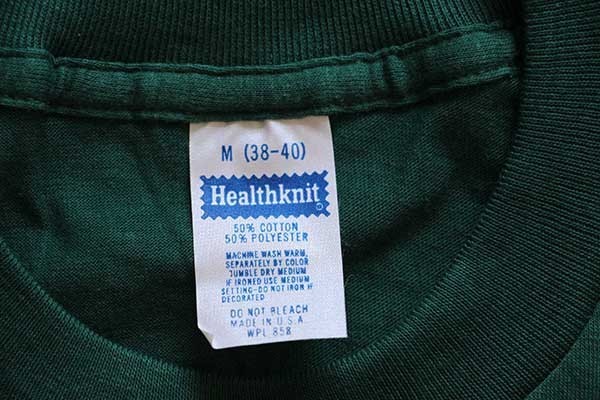 M (38-40)
Healthknit
50% COTTON
50% POLYESTER
MACHINE WASH WARM,
SEPARATELY BY COLOR
TUMBLE DRY MEDIUM
IF IRONED USE MEDIUM
SETTING-DO NOT IRON IF
DECORATED
DO NOT BLEACH
MADE IN U.S.A.
WPL 858